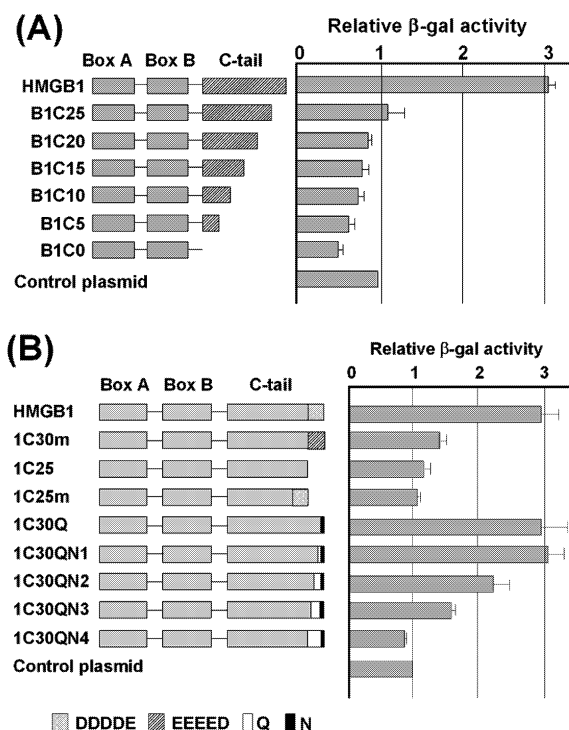 (A)
Relative β-gal activity
Box A Box B C-tail
0 1 2 3
HMGB1
B1C25
B1C20
B1C15
B1C10
B1C5
B1C0
Control plasmid
(B)
Relative β-gal activity
Box A Box B C-tail
0 1 2 3
HMGB1
1C30m
1C25
1C25m
1C30Q
1C30QN1
1C30QN2
1C30QN3
1C30QN4
Control plasmid
DDDDE EEEED Q N